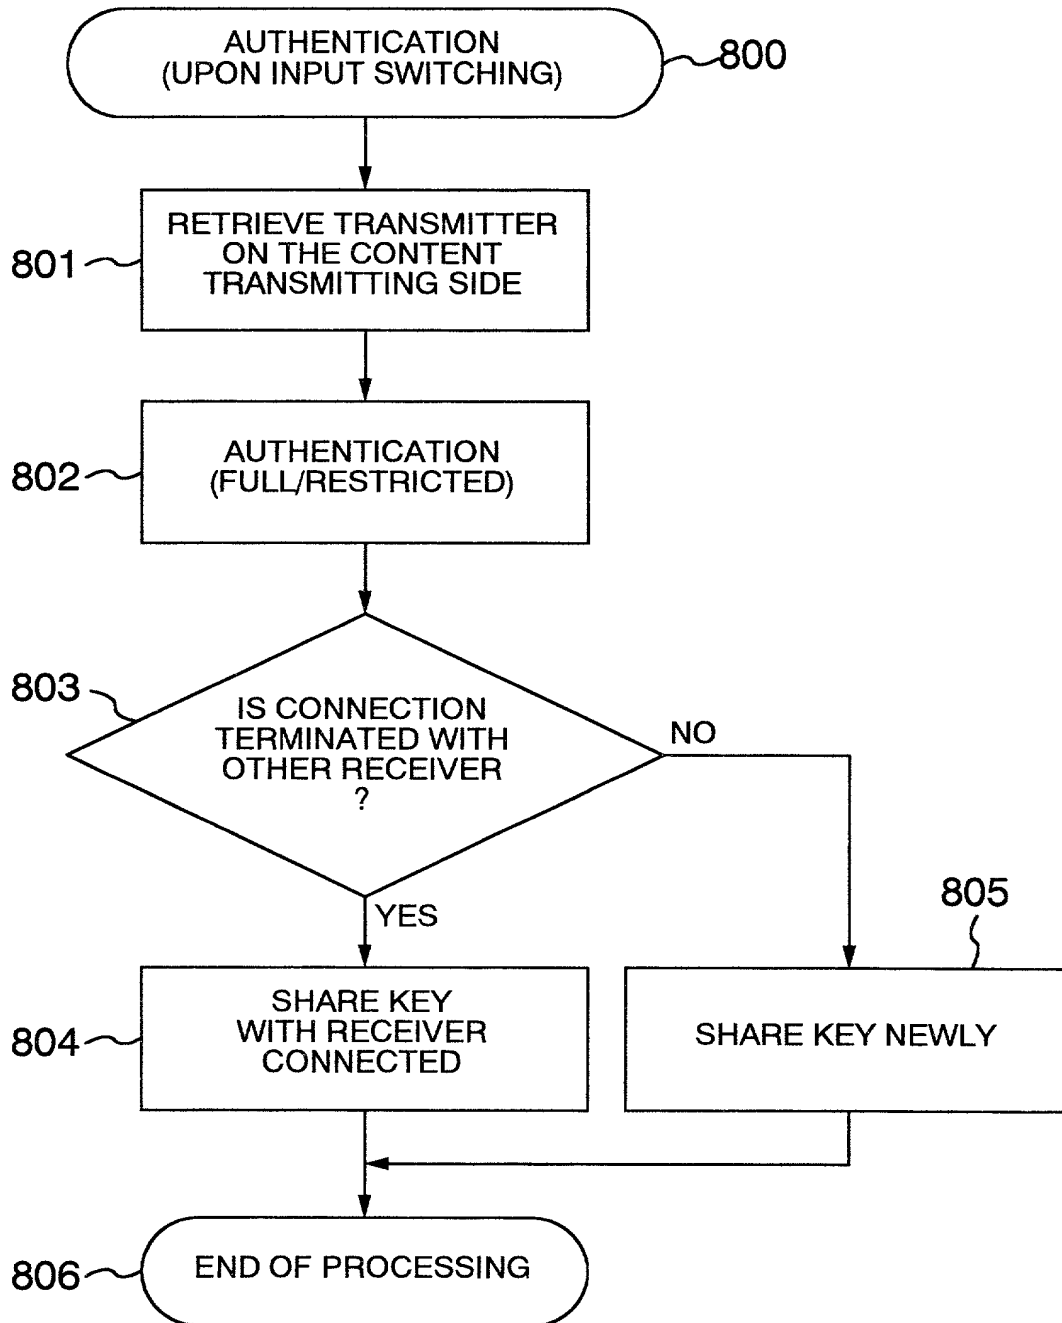 AUTHENTICATION
(UPON INPUT SWITCHING)
800
RETRIEVE TRANSMITTER
ON THE CONTENT
TRANSMITTING SIDE
801
AUTHENTICATION
(FULL/RESTRICTED)
802
803
IS CONNECTION
TERMINATED WITH
OTHER RECEIVER
?
NO
YES
805
SHARE KEY
WITH RECEIVER
CONNECTED
804
SHARE KEY NEWLY
END OF PROCESSING
806